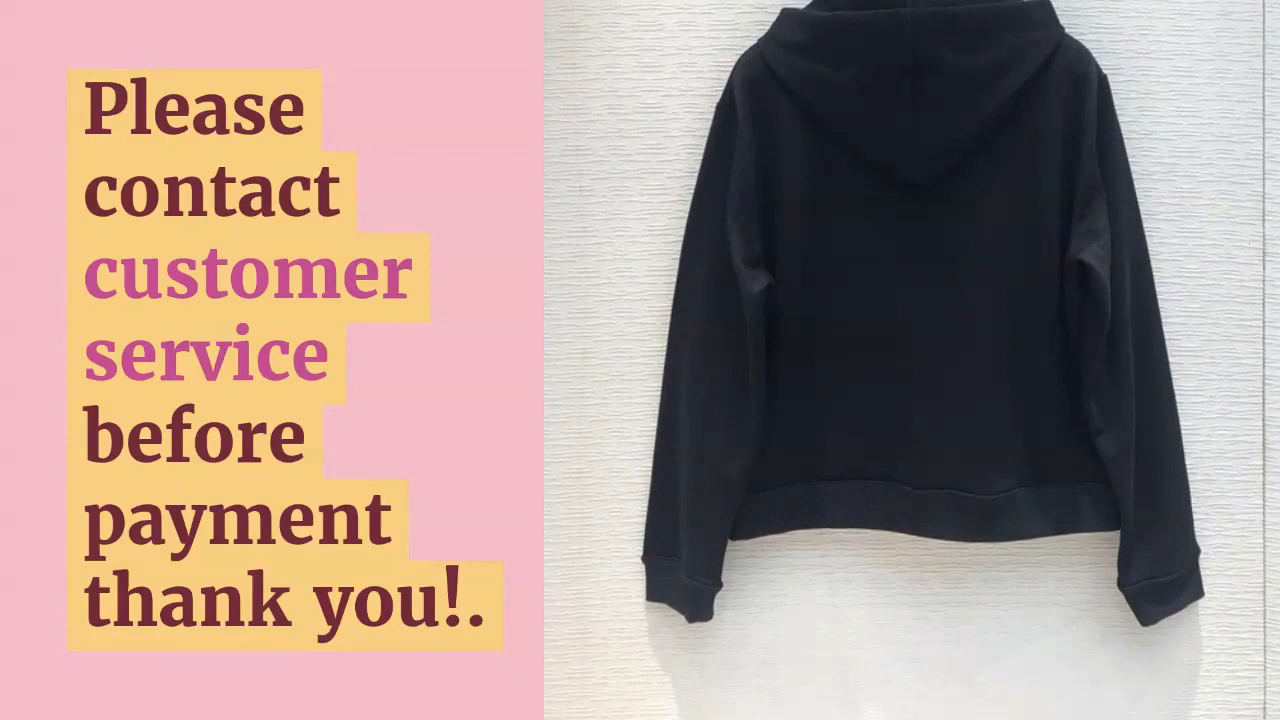 Please
contact
customer
service
before
payment
thank you!.